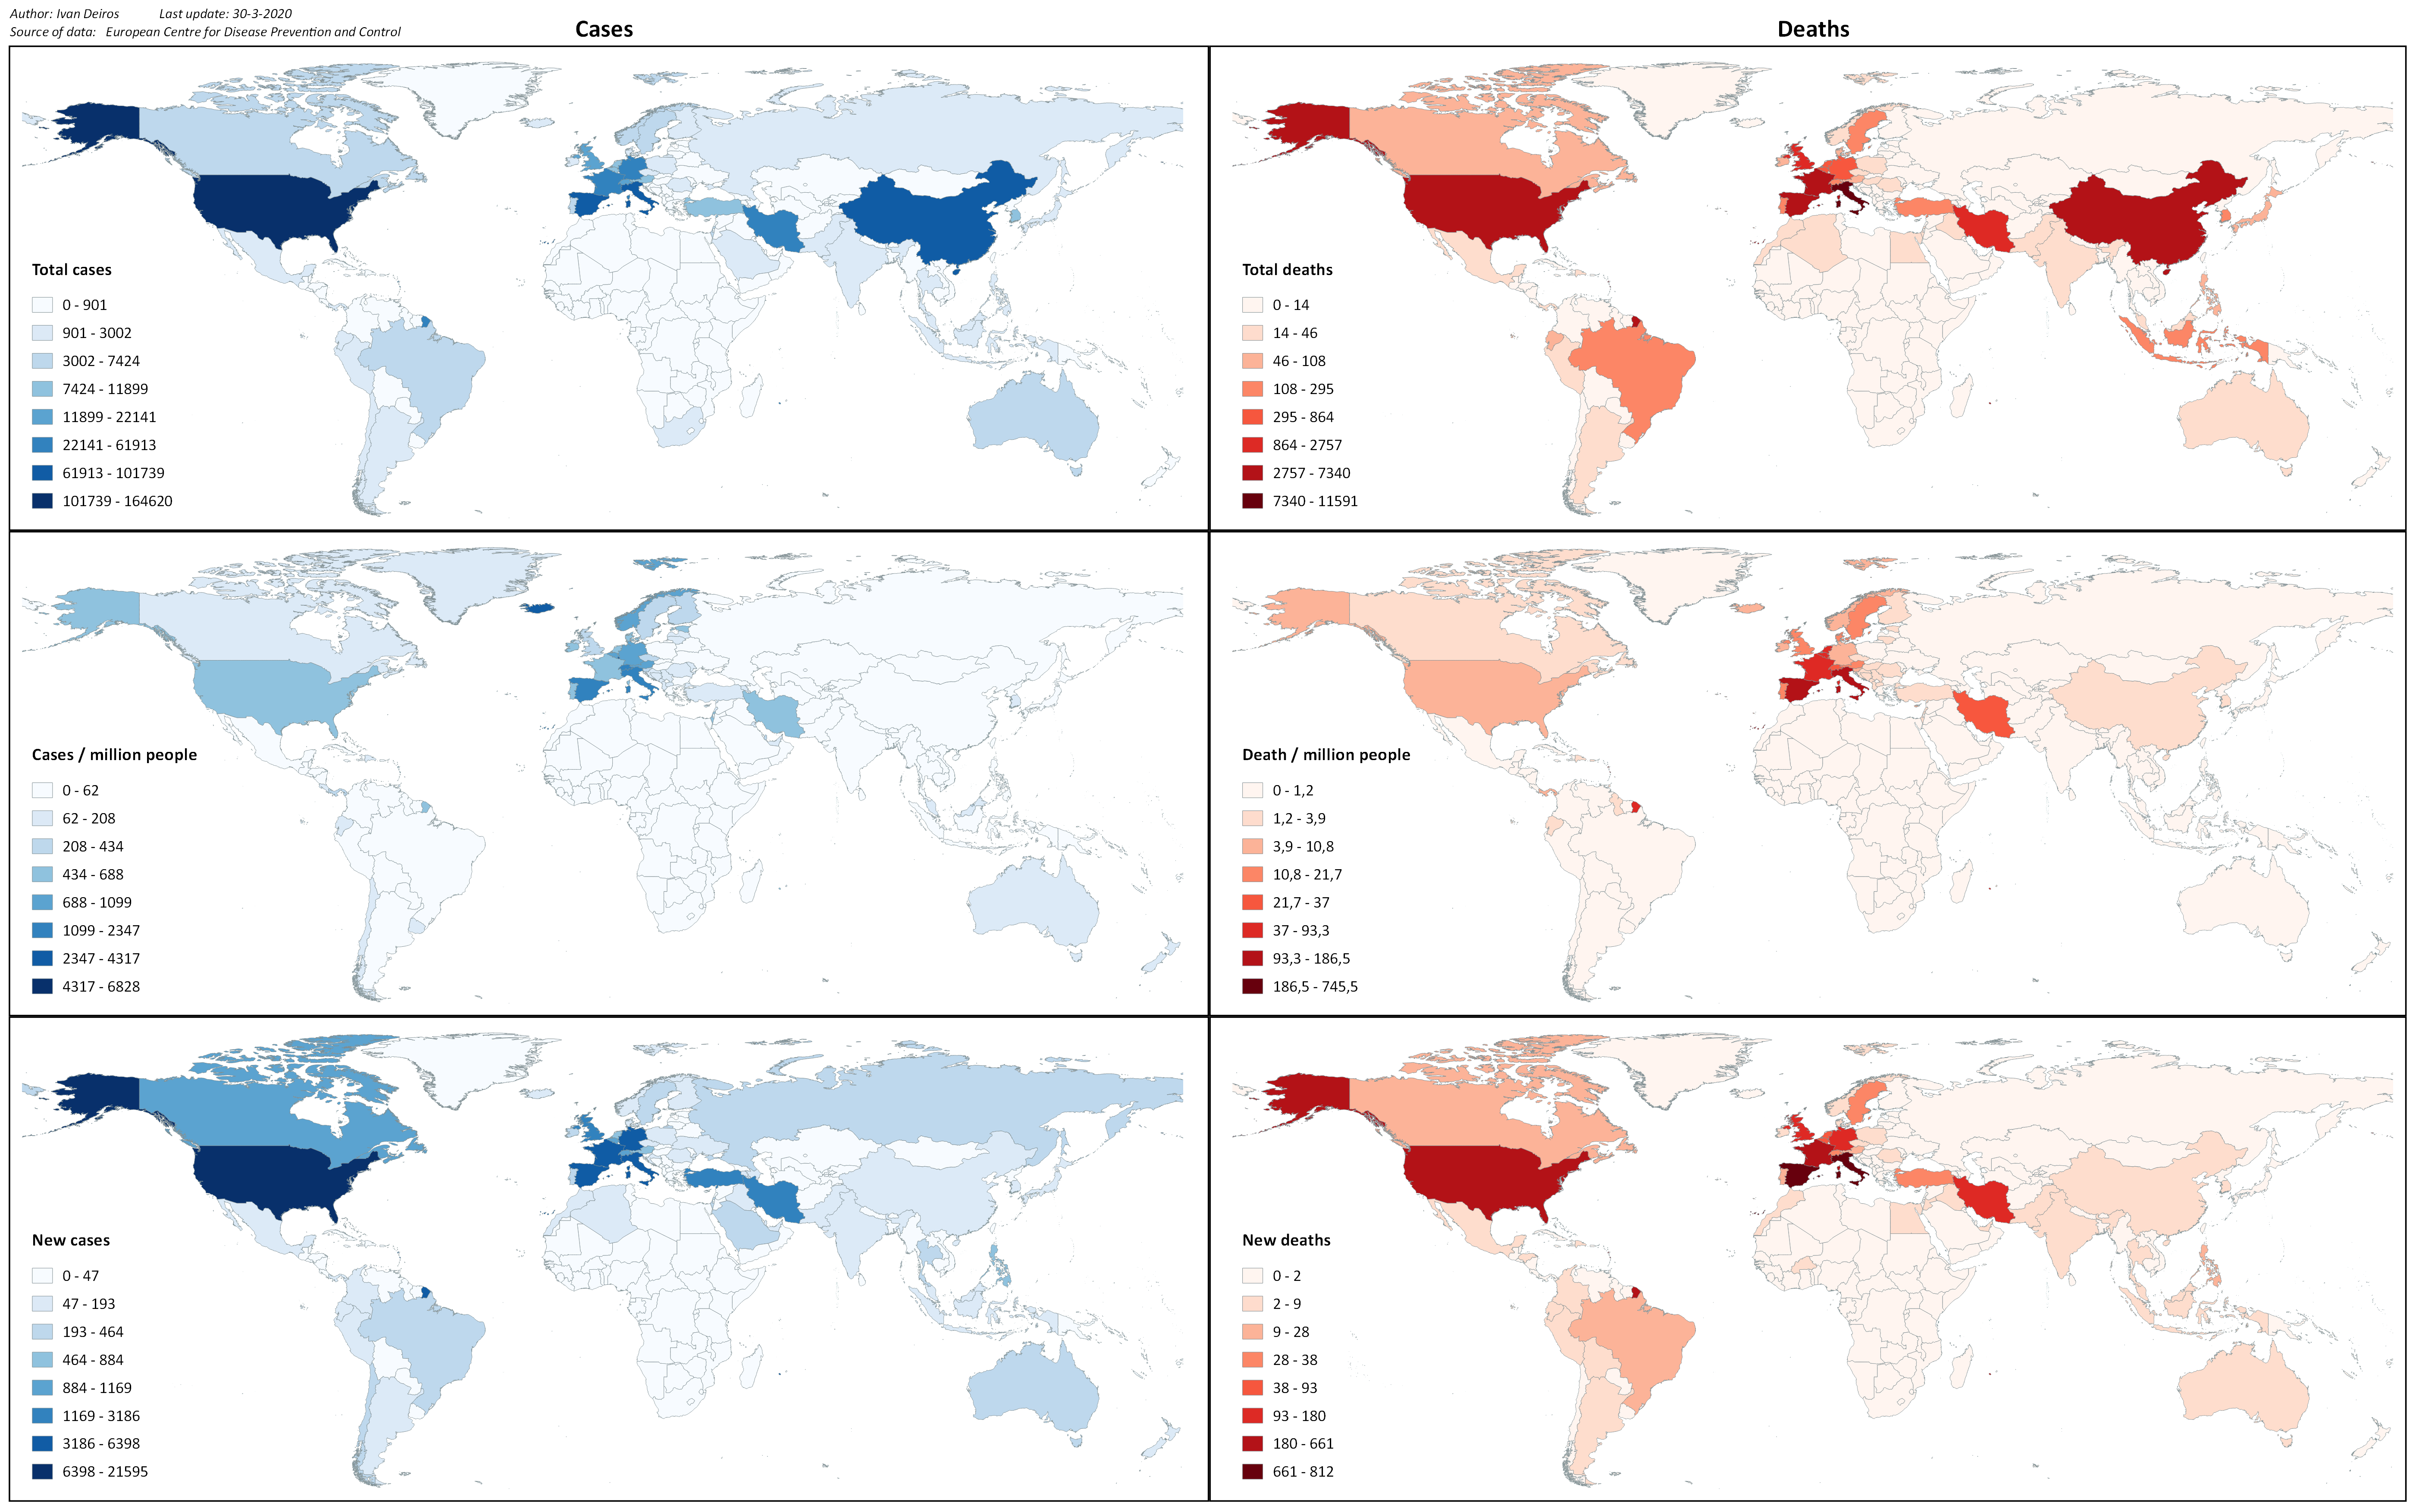 Author: Ivan Deiros Last update: 30-3-2020
Source of data: European Centre for Disease Prevention and Control
Cases
Deaths
Total cases
0 - 901
901 - 3002
3002 - 7424
7424 - 11899
11899 - 22141
22141 - 61913
61913 - 101739
101739 - 164620
Total deaths
0 - 14
14 - 46
46 - 108
108 - 295
295 - 864
864 - 2757
2757 - 7340
7340 - 11591
Cases / million people
0 - 62
62 - 208
208 - 434
434 - 688
688 - 1099
1099 - 2347
2347 - 4317
4317 - 6828
Death / million people
0 - 1,2
1,2 - 3,9
3,9 - 10,8
10,8 - 21,7
21,7 - 37
37 - 93,3
93,3 - 186,5
186,5 - 745,5
New cases
0 - 47
47 - 193
193 - 464
464 - 884
884 - 1169
1169 - 3186
3186 - 6398
6398 - 21595
New deaths
0 - 2
2 - 9
9 - 28
28 - 38
38 - 93
93 - 180
180 - 661
661 - 812